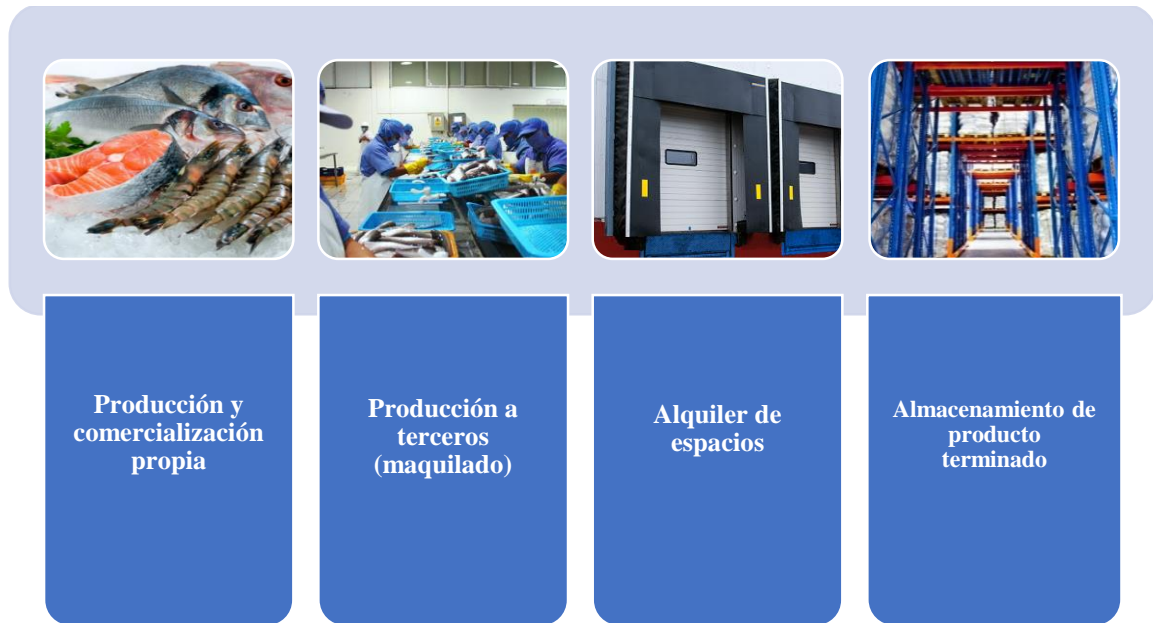 Producción y
comercialización
propia
Producción a
terceros
(maquilado)
Alquiler de
espacios
Almacenamiento de
producto
terminado